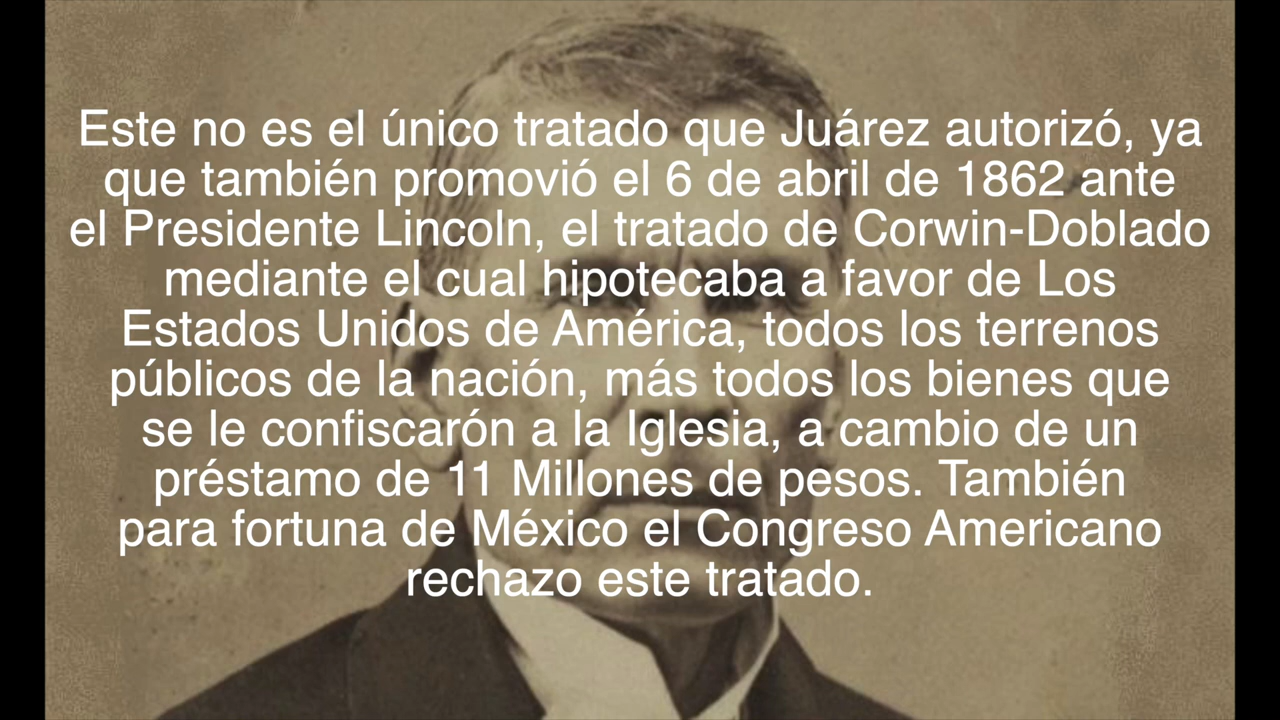 Este no es el único tratado que Juárez autorizó, ya
que también promovió el 6 de abril de 1862 ante
el Presidente Lincoln, el tratado de Corwin-Doblado
mediante el cual hipotecaba a favor de Los
Estados Unidos de América, todos los terrenos
públicos de la nación, más todos los bienes que
se le confiscarón a la Iglesia, a cambio de un
préstamo de 11 Millones de pesos. También
para fortuna de México el Congreso Americano
rechazo este tratado.